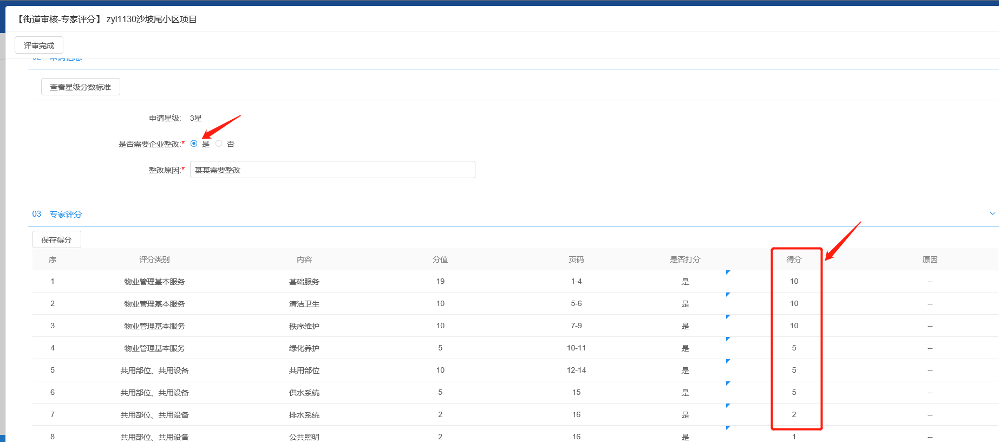 【街道审核-专家评分】 zyl1130沙坡尾小区项目
评审完成
02 申请信息
查看星级分数标准
申请星级: 3星
是否需要企业整改:* 是 否
整改原因:* 某某需要整改
03 专家评分
保存得分
序 评分类别 内容 分值 页码 是否打分 得分 原因
1 物业管理基本服务 基础服务 19 1-4 是 10 --
2 物业管理基本服务 清洁卫生 10 5-6 是 10 --
3 物业管理基本服务 秩序维护 10 7-9 是 10 --
4 物业管理基本服务 绿化养护 5 10-11 是 5 --
5 共用部位、共用设备 共用部位 10 12-14 是 5 --
6 共用部位、共用设备 供水系统 5 15 是 5 --
7 共用部位、共用设备 排水系统 2 16 是 2 --
8 共用部位、共用设备 公共照明 2 16 是 1 --